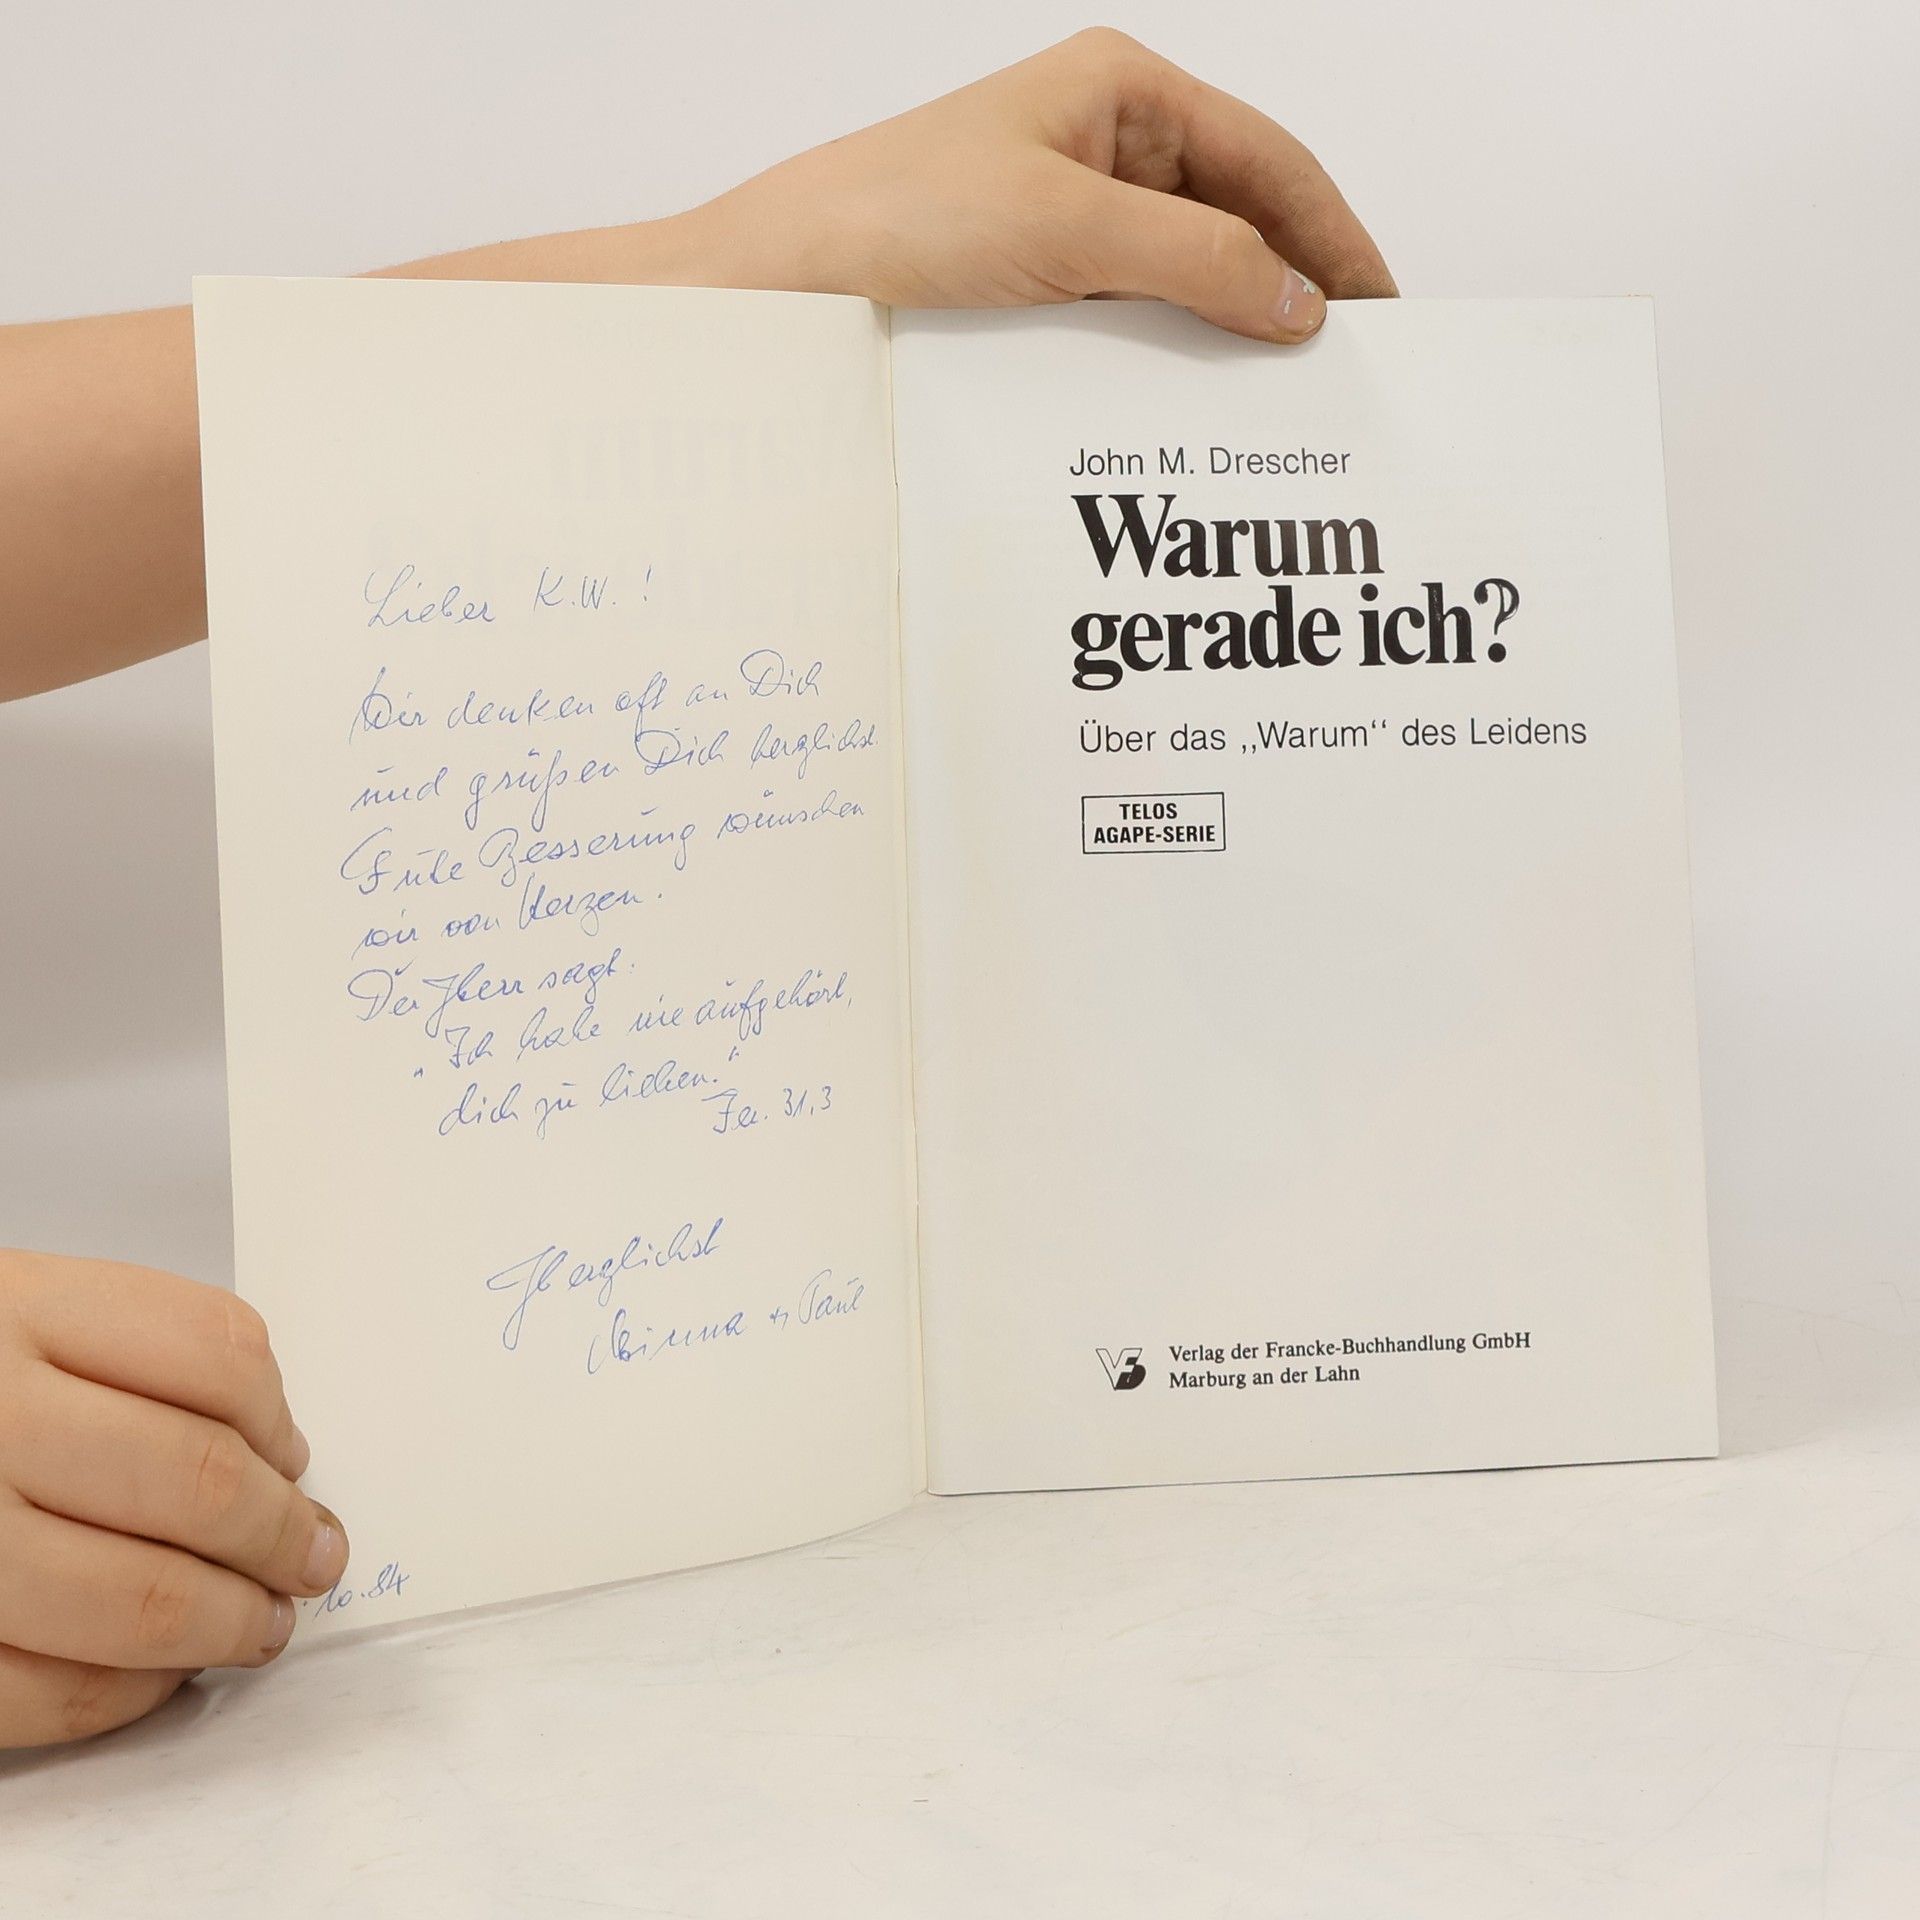 Lieber K.W. !
Wir denken oft an Dich
und grüßen Dich herzlichst.
Gute Besserung wünschen
wir von Herzen.
Der Herr sagt:
"Ich habe nie aufgehört,
dich zu lieben."
Jer. 31,3
Herzlichst
Minna + Paul
.10.84
John M. Drescher
Warum
gerade ich?
Über das „Warum“ des Leidens
TELOS
AGAPE-SERIE
Verlag der Francke-Buchhandlung GmbH
Marburg an der Lahn